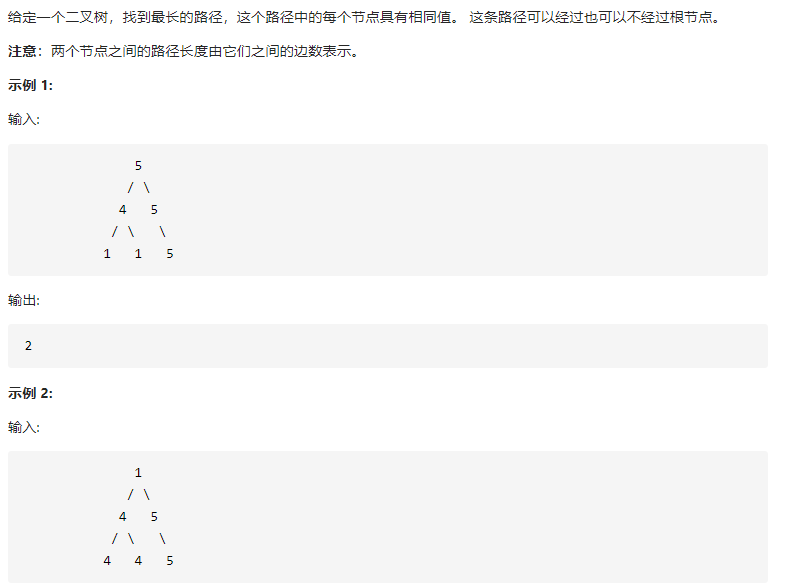 给定一个二叉树，找到最长的路径，这个路径中的每个节点具有相同值。 这条路径可以经过也可以不经过根节点。
注意：两个节点之间的路径长度由它们之间的边数表示。
示例 1:
输入:
5
/ \
4 5
/ \ \
1 1 5
输出:
2
示例 2:
输入:
1
/ \
4 5
/ \ \
4 4 5